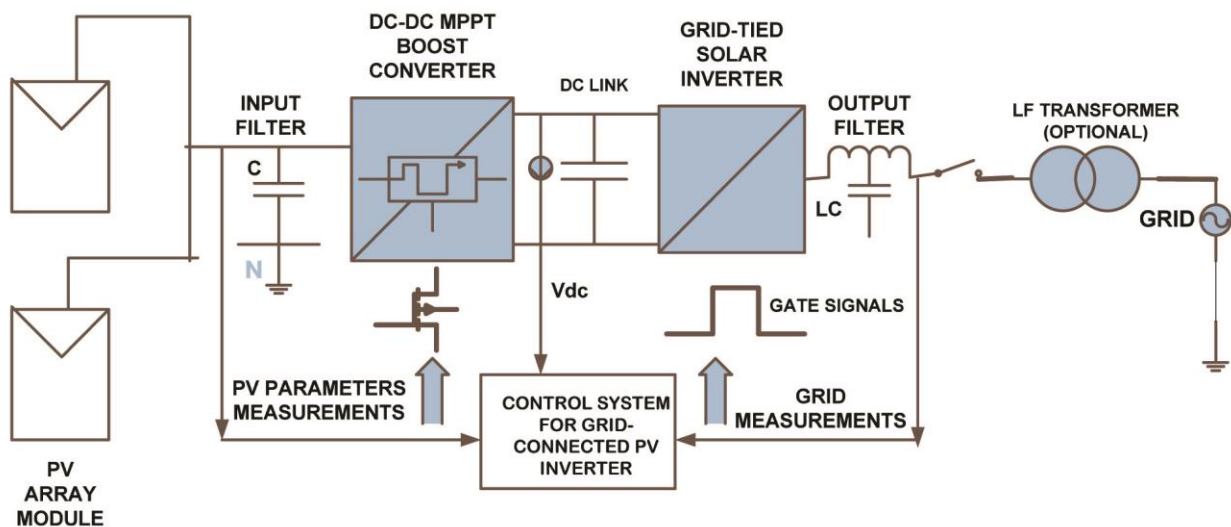 DC-DC MPPT
BOOST
CONVERTER
GRID-TIED
SOLAR
INVERTER
INPUT
FILTER
DC LINK
OUTPUT
FILTER
LF TRANSFORMER
(OPTIONAL)
C
LC
GRID
N
Vdc
GATE SIGNALS
PV PARAMETERS
MEASUREMENTS
CONTROL SYSTEM
FOR GRID-
CONNECTED PV
INVERTER
GRID
MEASUREMENTS
PV
ARRAY
MODULE